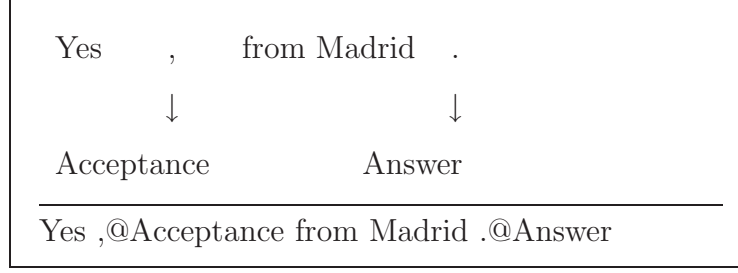 Yes , from Madrid .
↓ ↓
Acceptance Answer
Yes ,@Acceptance from Madrid .@Answer